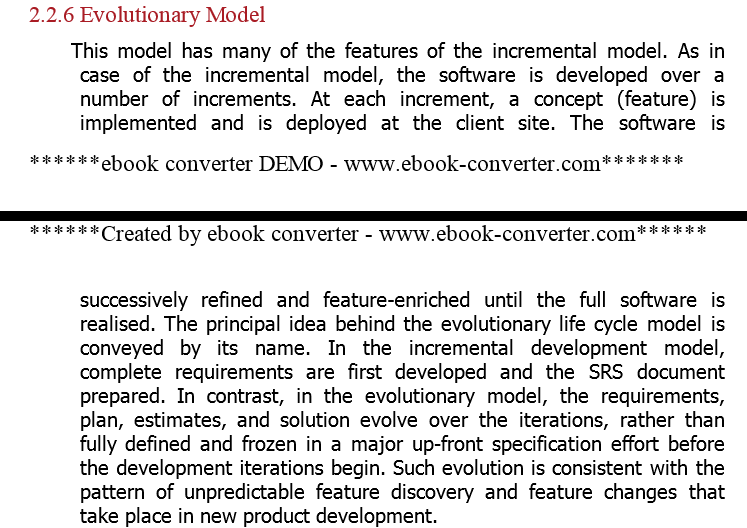 2.2.6 Evolutionary Model
This model has many of the features of the incremental model. As in
case of the incremental model, the software is developed over a
number of increments. At each increment, a concept (feature) is
implemented and is deployed at the client site. The software is
******ebook converter DEMO - www.ebook-converter.com*******
******Created by ebook converter - www.ebook-converter.com******
successively refined and feature-enriched until the full software is
realised. The principal idea behind the evolutionary life cycle model is
conveyed by its name. In the incremental development model,
complete requirements are first developed and the SRS document
prepared. In contrast, in the evolutionary model, the requirements,
plan, estimates, and solution evolve over the iterations, rather than
fully defined and frozen in a major up-front specification effort before
the development iterations begin. Such evolution is consistent with the
pattern of unpredictable feature discovery and feature changes that
take place in new product development.